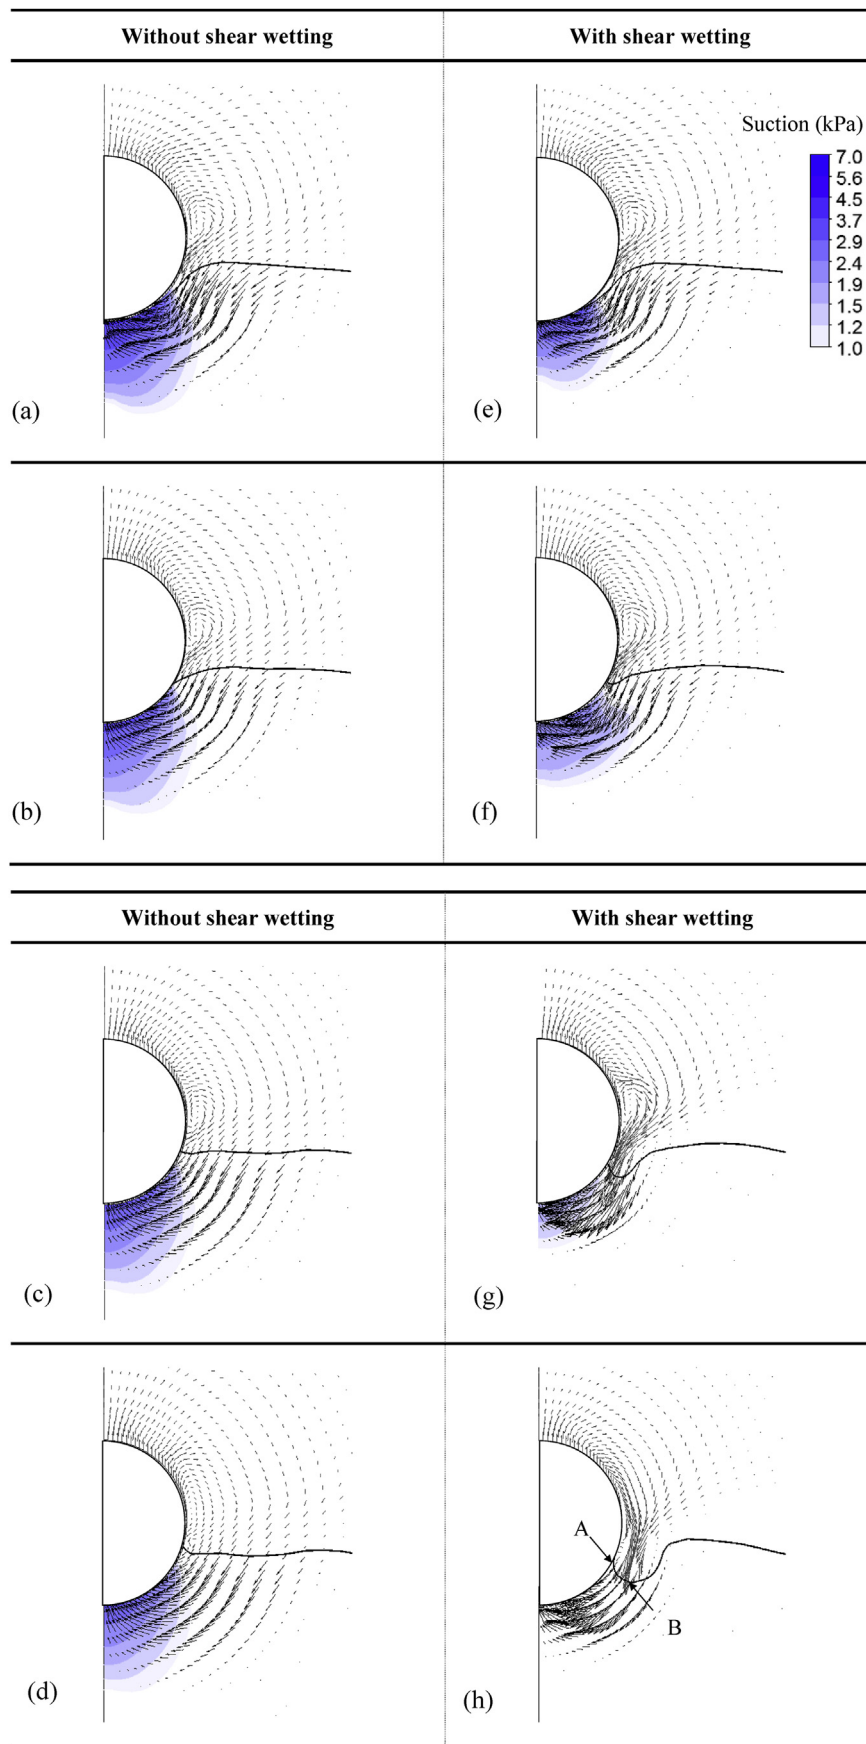 Without shear wetting
With shear wetting
Suction (kPa)
7.0
5.6
4.5
3.7
2.9
2.4
1.9
1.5
1.2
1.0
(a)
(e)
(b)
(f)
Without shear wetting
With shear wetting
(c)
(g)
A
B
(d)
(h)